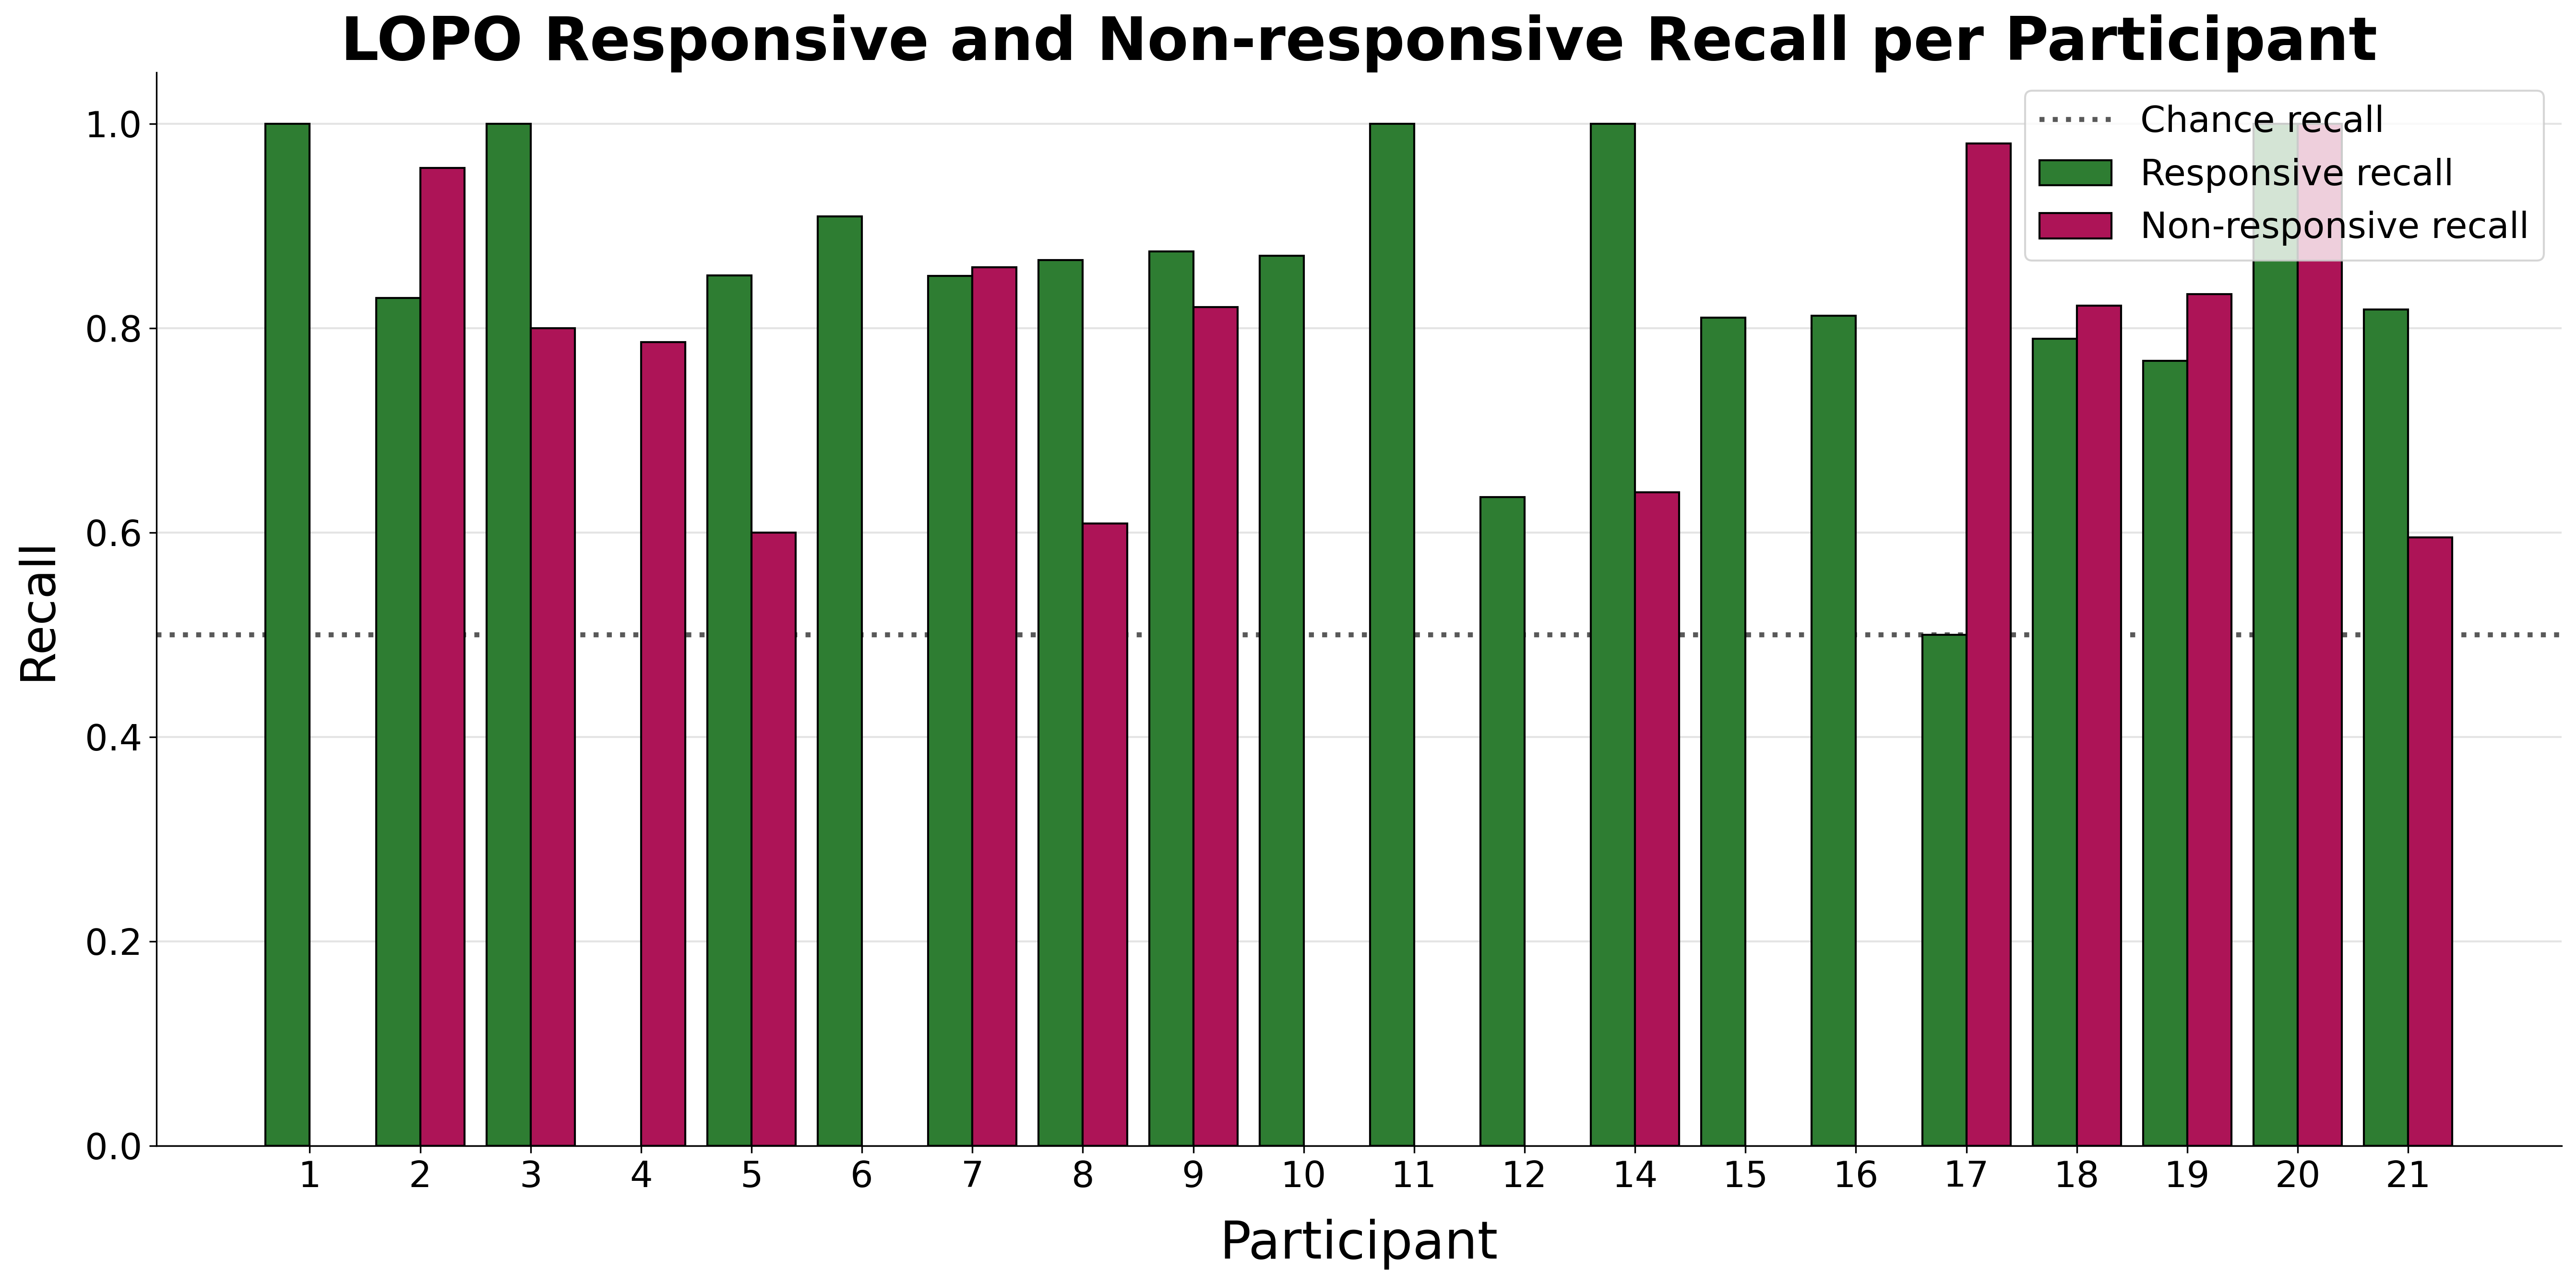 LOPO Responsive and Non-responsive Recall per Participant
Chance recall
Responsive recall
Non-responsive recall
Recall
1.0
0.8
0.6
0.4
0.2
0.0
1 2 3 4 5 6 7 8 9 10 11 12 14 15 16 17 18 19 20 21
Participant